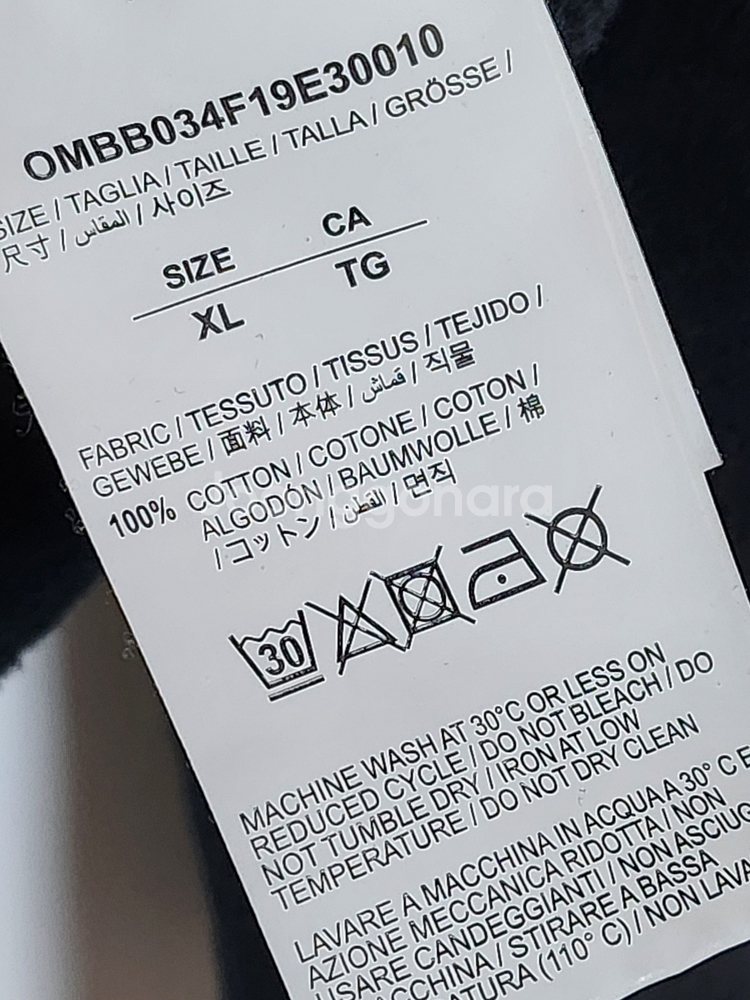 OMBB034F19E30010
SIZE / TAGLIA / TAILLE / TALLA / GRÖSSE /
尺寸 / المقاس / 사이즈
SIZE CA
XL TG
FABRIC / TESSUTO / TISSUS / TEJIDO /
GEWEBE / 面料 / 本体 / قماش / 직물
100% COTTON / COTONE / COTON /
ALGODÓN / BAUMWOLLE / 棉
/ コットン / القطن / 면직
30
MACHINE WASH AT 30°C OR LESS ON
REDUCED CYCLE / DO NOT BLEACH / DO
NOT TUMBLE DRY / IRON AT LOW
TEMPERATURE / DO NOT DRY CLEAN
LAVARE A MACCHINA IN ACQUA A 30° C E
AZIONE MECCANICA RIDOTTA / NON
USARE CANDEGGIANTI / NON ASCIUG
MACCHINA / STIRARE A BASSA
ATURA (110° C) / NON LAVA